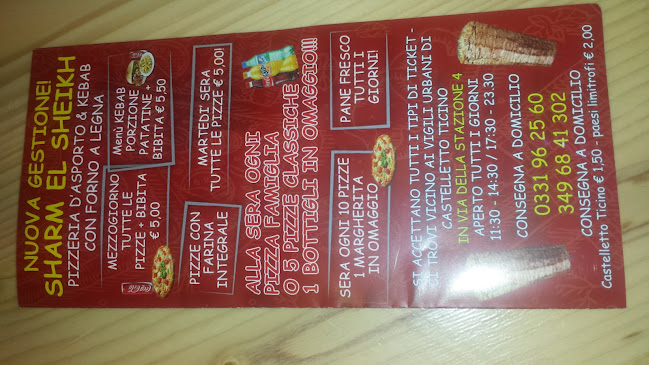 NUOVA GESTIONE!
SHARM EL SHEIKH
PIZZERIA D'ASPORTO & KEBAB
CON FORNO A LEGNA
MEZZOGIORNO
TUTTE LE
PIZZE + BIBITA
€ 5,00
Menù KEBAB
PORZIONE
PATATINE +
BIBITA € 5,50
PIZZE CON
FARINA
INTEGRALE
MARTEDI' SERA
TUTTE LE PIZZE € 5,00!
ALLA SERA OGNI
PIZZA FAMIGLIA
O 5 PIZZE CLASSICHE
1 BOTTIGLI IN OMAGGIO!!!
SERA OGNI 10 PIZZE
1 MARGHERITA
IN OMAGGIO
PANE FRESCO
TUTTI I
GIORNI!
SI ACCETTANO TUTTI I TIPI DI TICKET -
CI TROVI VICINO AI VIGILI URBANI DI
CASTELLETTO TICINO
IN VIA DELLA STAZIONE 4
APERTO TUTTI I GIORNI
11:30 - 14:30 / 17:30 - 23.30
CONSEGNA A DOMICILIO
0331 96 25 60
349 68 41 302
CONSEGNA A DOMICILIO
Castelletto Ticino € 1,50 - paesi limittrofi € 2,00